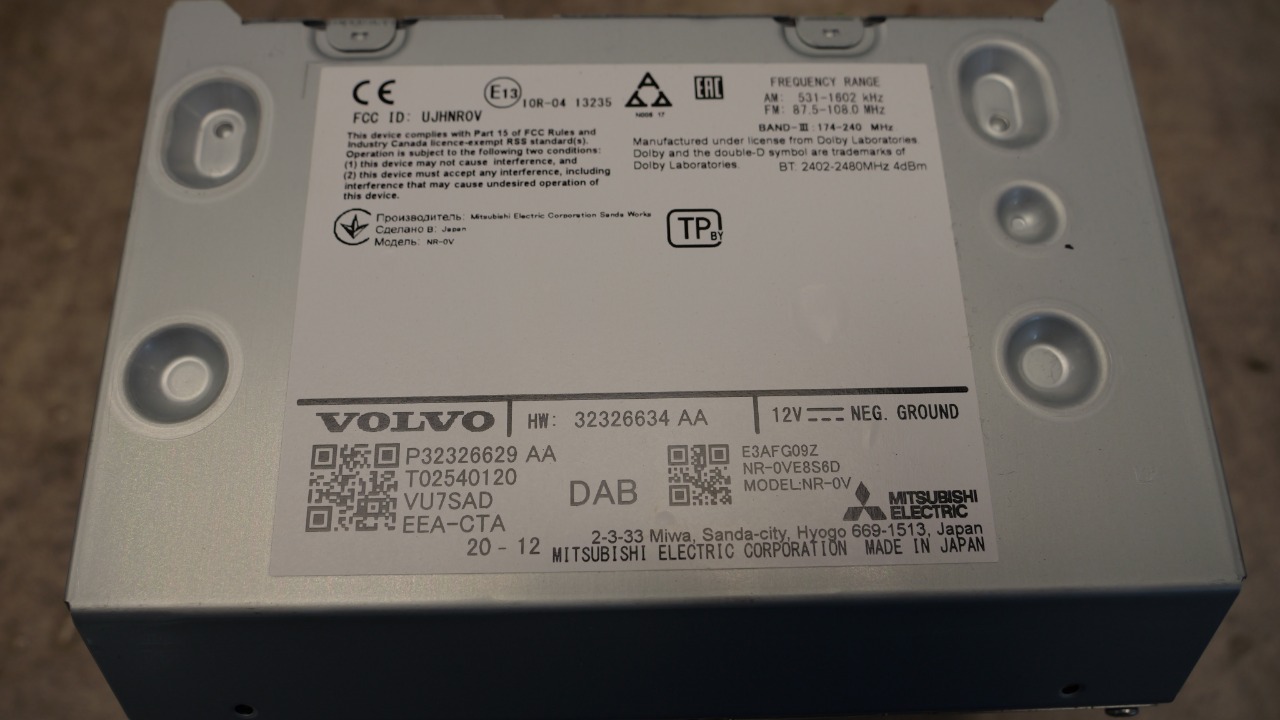 CE
E13
10R-04 13235
N008 17
EAC
FCC ID: UJHNR0V
This device complies with Part 15 of FCC Rules and
Industry Canada licence-exempt RSS standard(s).
Operation is subject to the following two conditions:
(1) this device may not cause interference, and
(2) this device must accept any interference, including
interference that may cause undesired operation of
this device.
FREQUENCY RANGE
AM: 531-1602 kHz
FM: 87.5-108.0 MHz
BAND-III: 174-240 MHz
Manufactured under license from Dolby Laboratories.
Dolby and the double-D symbol are trademarks of
Dolby Laboratories.
BT: 2402-2480MHz 4dBm
Производитель: Mitsubishi Electric Corporation Sanda Works
Сделано в: Japan
Модель: NR-0V
TP BY
VOLVO
HW: 32326634 AA
12V NEG. GROUND
P32326629 AA
T02540120
VU7SAD
EEA-CTA
20-12
DAB
E3AFG09Z
NR-0VE8S6D
MODEL:NR-0V
MITSUBISHI
ELECTRIC
2-3-33 Miwa, Sanda-city, Hyogo 669-1513, Japan
MITSUBISHI ELECTRIC CORPORATION MADE IN JAPAN